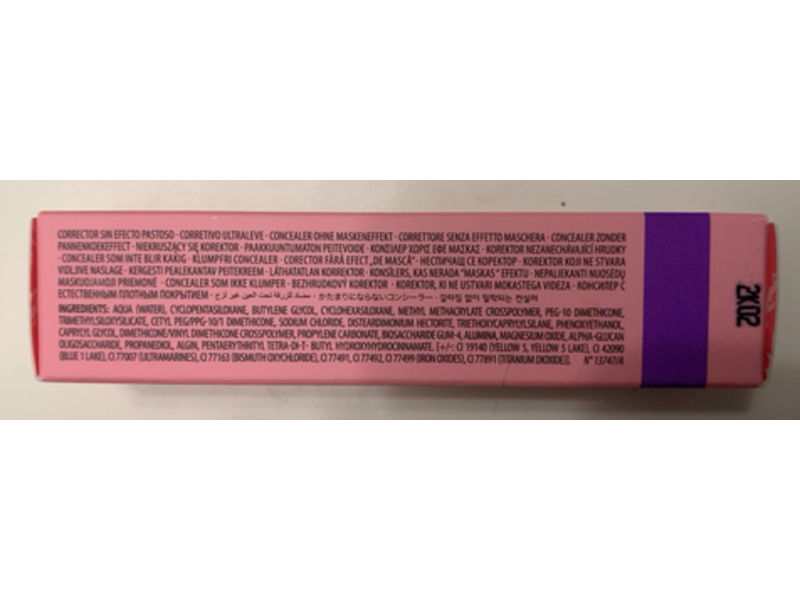 CORRECTOR SIN EFECTO PASTOSO · CORRETIVO ULTRALEVE · CONCEALER OHNE MASKENEFFEKT · CORRETTORE SENZA EFFETTO MASCHERA · CONCEALER ZONDER
PANNENKOEKEFFECT · NIEKRUSZĄCY SIĘ KOREKTOR · PAAKKUUNTUMATON PEITEVOIDE · ΚΟΝΣΙΛΕΡ ΧΩΡΙΣ ΕΦΕ ΜΑΣΚΑΣ · KOREKTOR NEZANECHÁVAJÍCÍ HRUDKY
· CONCEALER SOM INTE BLIR KAKIG · KLUMPFRI CONCEALER · CORECTOR FĂRĂ EFECT „DE MASCĂ" · НЕСПИЧАЩ СЕ КОРЕКТОР · KOREKTOR KOJI NE STVARA
VIDLJIVE NASLAGE · KERGESTI PEALEKANTAV PEITEKREEM · LÁTHATATLAN KORREKTOR · KONSĪLERS, KAS NERADA "MASKAS" EFEKTU · NEPALIEKANTI NUOSĖDŲ
MASKUOJAMOJI PRIEMONĖ · CONCEALER SOM IKKE KLUMPER · BEZHRUDKOVÝ KOREKTOR · KOREKTOR, KI NE USTVARI MOKASTEGA VIDEZA · КОНСИЛЕР С
ЕСТЕСТВЕННЫМ ПЛОТНЫМ ПОКРЫТИЕМ · مضاد للزرقة تحت العين غير لزج · かたまりにならないコンシーラー · 갈라짐 없이 밀착되는 컨실러
INGREDIENTS: AQUA (WATER), CYCLOPENTASILOXANE, BUTYLENE GLYCOL, CYCLOHEXASILOXANE, METHYL METHACRYLATE CROSSPOLYMER, PEG-10 DIMETHICONE,
TRIMETHYLSILOXYSILICATE, CETYL PEG/PPG-10/1 DIMETHICONE, SODIUM CHLORIDE, DISTEARDIMONIUM HECTORITE, TRIETHOXYCAPRYLYLSILANE, PHENOXYETHANOL,
CAPRYLYL GLYCOL, DIMETHICONE/VINYL DIMETHICONE CROSSPOLYMER, PROPYLENE CARBONATE, BIOSACCHARIDE GUM-4, ALUMINA, MAGNESIUM OXIDE, ALPHA-GLUCAN
OLIGOSACCHARIDE, PROPANEDIOL, ALGIN, PENTAERYTHRITYL TETRA-DI-T- BUTYL HYDROXYHYDROCINNAMATE. [+/-: CI 19140 (YELLOW 5, YELLOW 5 LAKE), CI 42090
(BLUE 1 LAKE), CI 77007 (ULTRAMARINES), CI 77163 (BISMUTH OXYCHLORIDE), CI 77491, CI 77492, CI 77499 (IRON OXIDES), CI 77891 (TITANIUM DIOXIDE)]. N° 13747/A
2K02